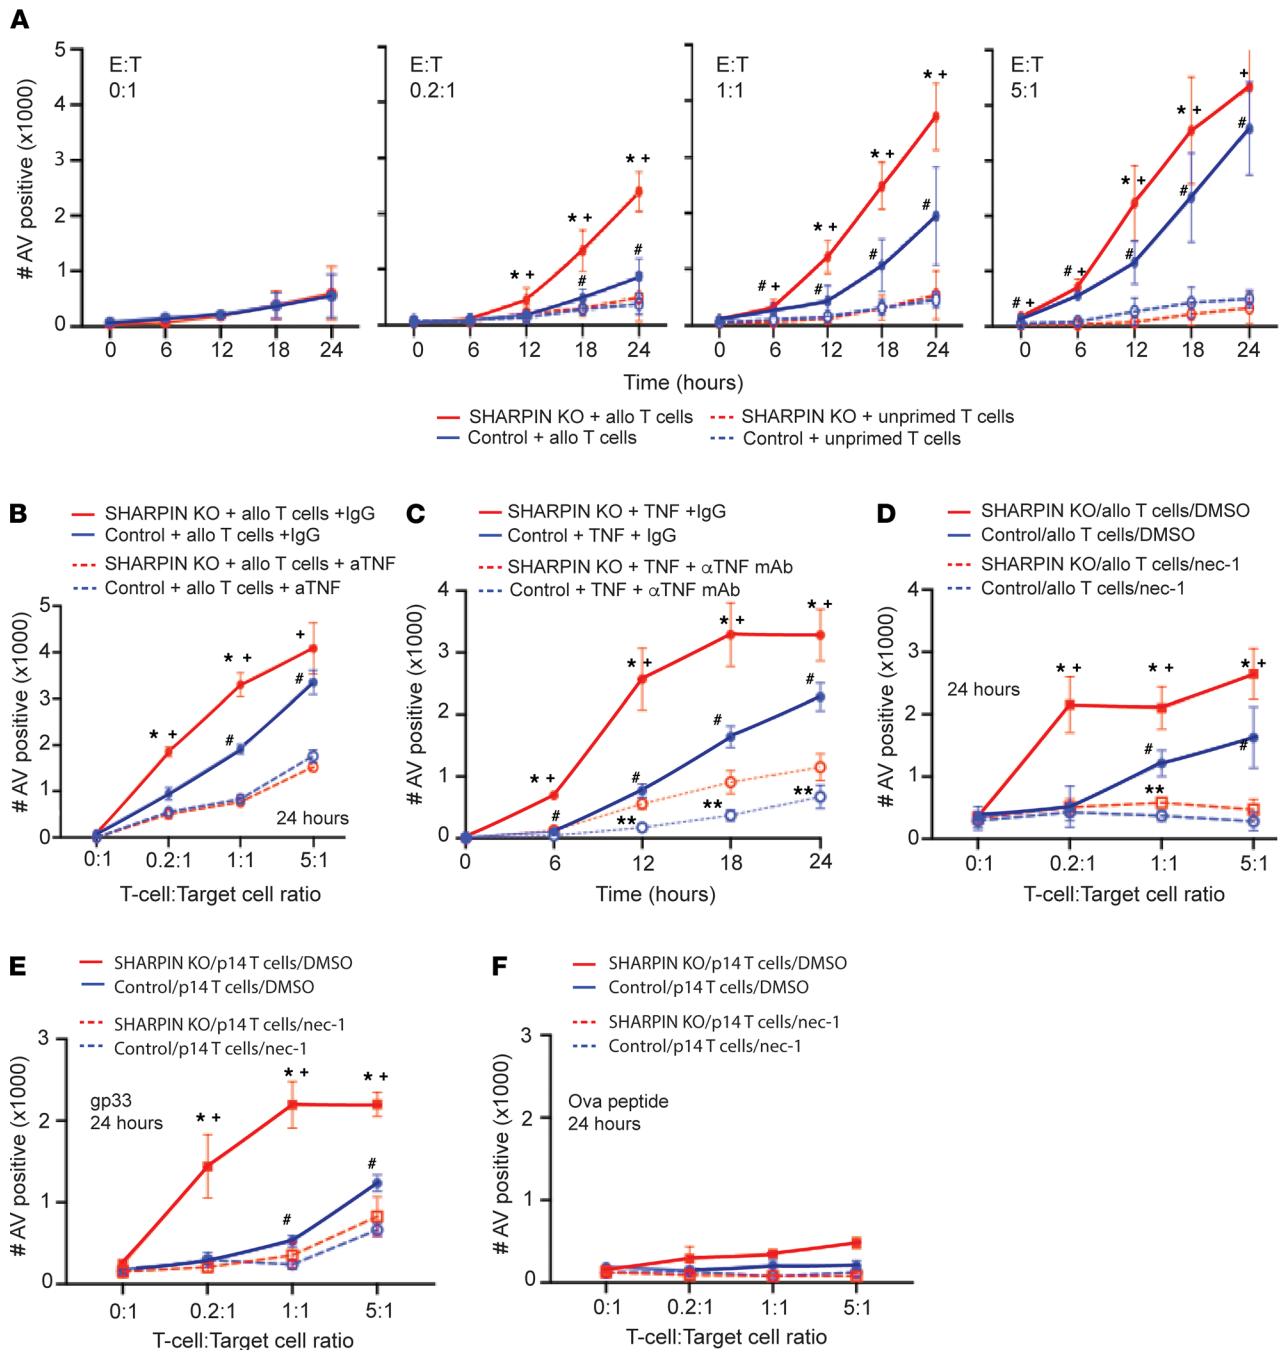 A
E:T
0:1
E:T
0.2:1
E:T
1:1
E:T
5:1
# AV positive (x1000)
5
4
3
2
1
0
* +
* +
* +
#
#
# +
* +
* +
* +
#
#
#
# +
# +
* +
* +
+
#
#
#
0 6 12 18 24
0 6 12 18 24
0 6 12 18 24
0 6 12 18 24
Time (hours)
SHARPIN KO + allo T cells
SHARPIN KO + unprimed T cells
Control + allo T cells
Control + unprimed T cells
B
SHARPIN KO + allo T cells +IgG
Control + allo T cells +IgG
SHARPIN KO + allo T cells + aTNF
Control + allo T cells + aTNF
# AV positive (x1000)
5
4
3
2
1
0
* +
* +
+
#
#
24 hours
0:1 0.2:1 1:1 5:1
T-cell:Target cell ratio
C
SHARPIN KO + TNF +IgG
Control + TNF + IgG
SHARPIN KO + TNF + αTNF mAb
Control + TNF + αTNF mAb
# AV positive (x1000)
4
3
2
1
0
* +
* +
* +
* +
#
#
#
#
**
**
**
0 6 12 18 24
Time (hours)
D
SHARPIN KO/allo T cells/DMSO
Control/allo T cells/DMSO
SHARPIN KO/allo T cells/nec-1
Control/allo T cells/nec-1
# AV positive (x1000)
4
3
2
1
0
24 hours
* +
* +
* +
#
#
**
0:1 0.2:1 1:1 5:1
T-cell:Target cell ratio
E
SHARPIN KO/p14 T cells/DMSO
Control/p14 T cells/DMSO
SHARPIN KO/p14 T cells/nec-1
Control/p14 T cells/nec-1
# AV positive (x1000)
3
2
1
0
gp33
24 hours
* +
* +
* +
#
#
0:1 0.2:1 1:1 5:1
T-cell:Target cell ratio
F
SHARPIN KO/p14 T cells/DMSO
Control/p14 T cells/DMSO
SHARPIN KO/p14 T cells/nec-1
Control/p14 T cells/nec-1
# AV positive (x1000)
3
2
1
0
Ova peptide
24 hours
0:1 0.2:1 1:1 5:1
T-cell:Target cell ratio